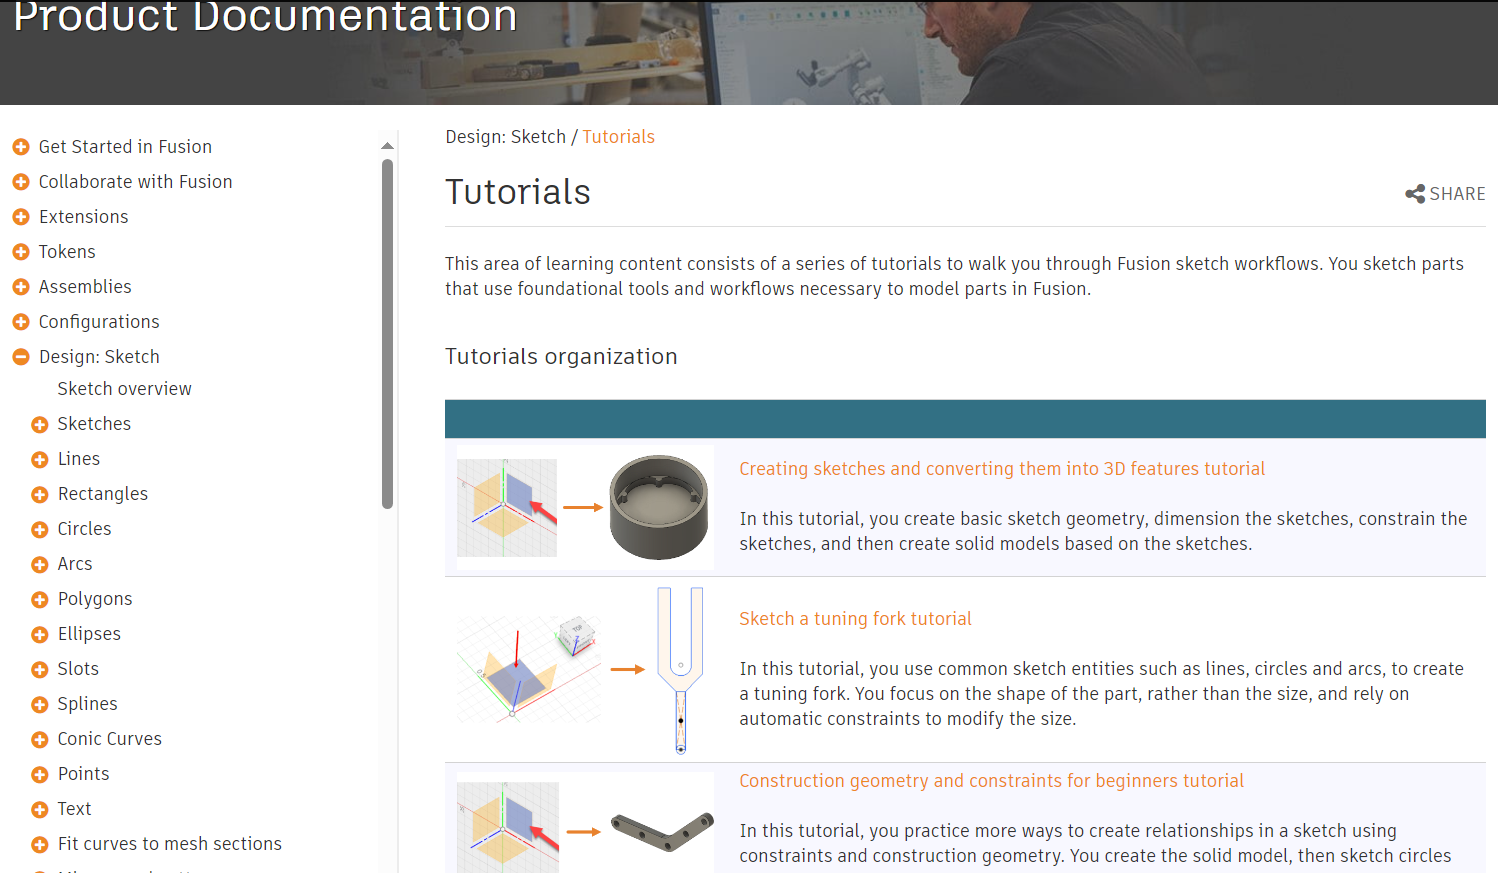 Product Documentation
Get Started in Fusion
Collaborate with Fusion
Extensions
Tokens
Assemblies
Configurations
Design: Sketch
Sketch overview
Sketches
Lines
Rectangles
Circles
Arcs
Polygons
Ellipses
Slots
Splines
Conic Curves
Points
Text
Fit curves to mesh sections
Design: Sketch / Tutorials
Tutorials
SHARE
This area of learning content consists of a series of tutorials to walk you through Fusion sketch workflows. You sketch parts
that use foundational tools and workflows necessary to model parts in Fusion.
Tutorials organization
Creating sketches and converting them into 3D features tutorial
In this tutorial, you create basic sketch geometry, dimension the sketches, constrain the
sketches, and then create solid models based on the sketches.
TOP
Sketch a tuning fork tutorial
In this tutorial, you use common sketch entities such as lines, circles and arcs, to create
a tuning fork. You focus on the shape of the part, rather than the size, and rely on
automatic constraints to modify the size.
Construction geometry and constraints for beginners tutorial
In this tutorial, you practice more ways to create relationships in a sketch using
constraints and construction geometry. You create the solid model, then sketch circles